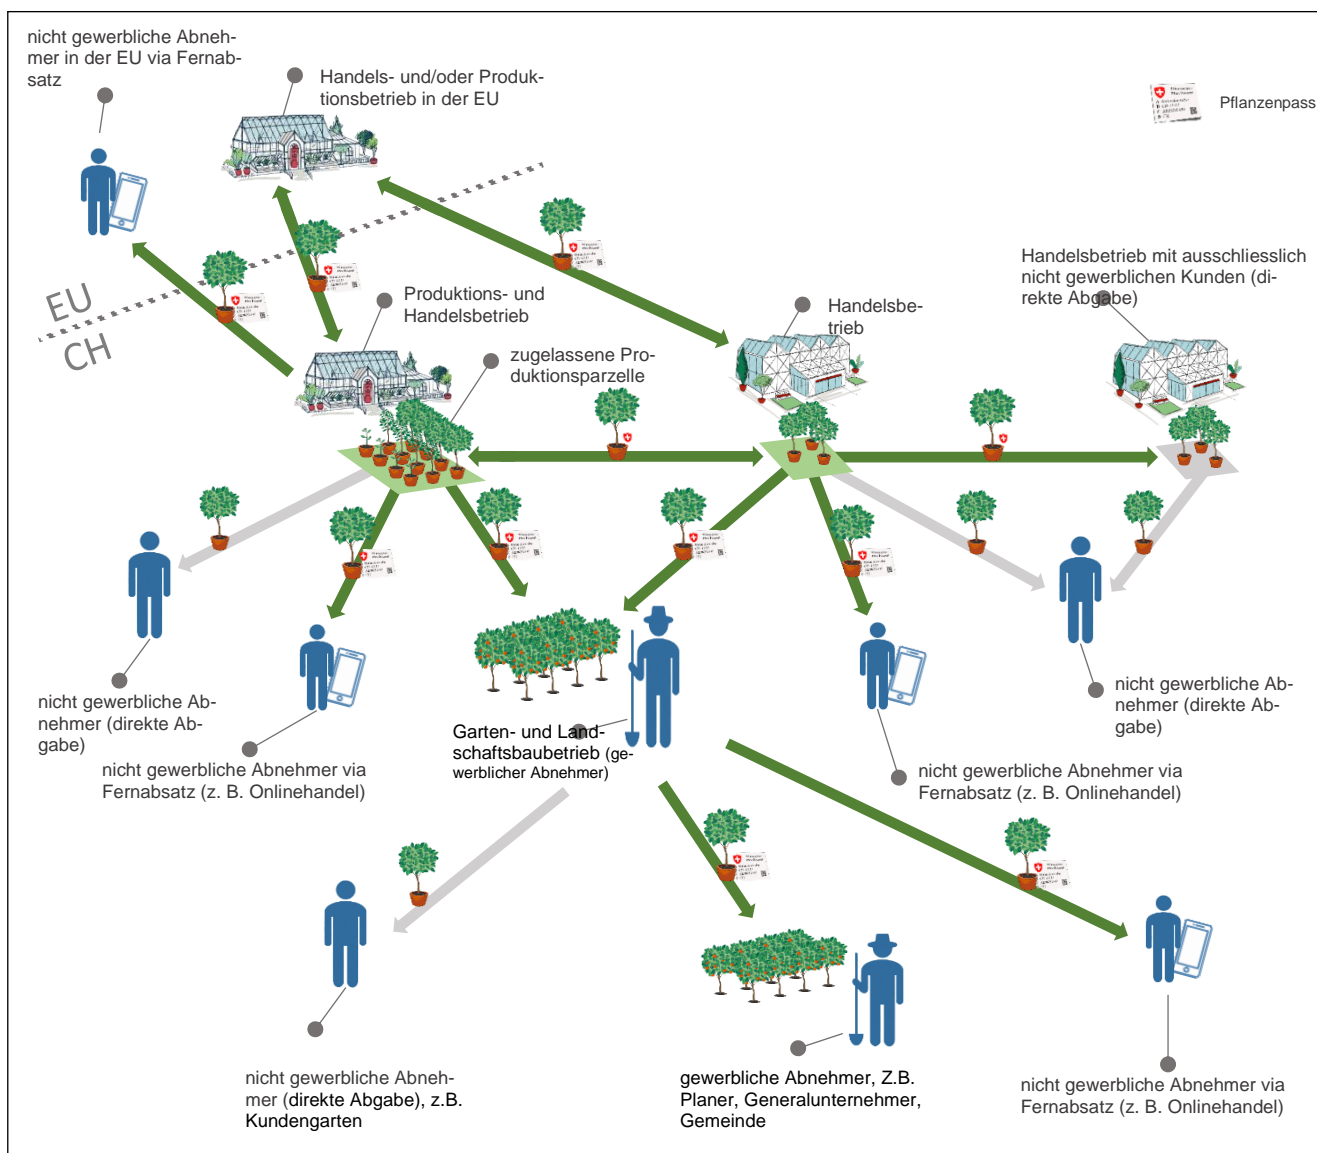 nicht gewerbliche Abneh-
mer in der EU via Fernab-
satz
Handels- und/oder Produk-
tionsbetrieb in der EU
Pflanzenpass
EU
CH
Produktions- und
Handelsbetrieb
zugelassene Pro-
duktionsparzelle
Handelsbe-
trieb
Handelsbetrieb mit ausschliesslich
nicht gewerblichen Kunden (di-
rekte Abgabe)
nicht gewerbliche Ab-
nehmer (direkte Ab-
gabe)
nicht gewerbliche Abnehmer via
Fernabsatz (z. B. Onlinehandel)
Garten- und Land-
schaftsbaubetrieb (ge-
werblicher Abnehmer)
nicht gewerbliche Abnehmer via
Fernabsatz (z. B. Onlinehandel)
nicht gewerbliche Ab-
nehmer (direkte Ab-
gabe)
nicht gewerbliche Abneh-
mer (direkte Abgabe), z.B.
Kundengarten
gewerbliche Abnehmer, Z.B.
Planer, Generalunternehmer,
Gemeinde
nicht gewerbliche Abnehmer via
Fernabsatz (z. B. Onlinehandel)